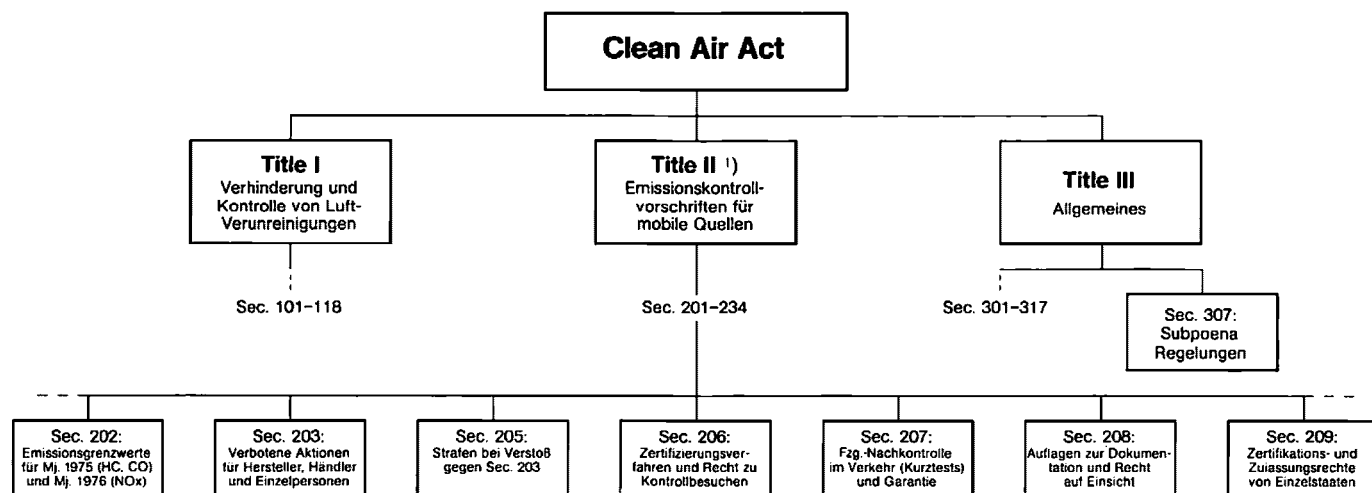 Clean Air Act
Title I
Verhinderung und
Kontrolle von Luft-
Verunreinigungen
Title II ¹)
Emissionskontroll-
vorschriften für
mobile Quellen
Title III
Allgemeines
Sec. 101–118
Sec. 201–234
Sec. 301–317
Sec. 307:
Subpoena
Regelungen
Sec. 202:
Emissionsgrenzwerte
für Mj. 1975 (HC, CO)
und Mj. 1976 (NOx)
Sec. 203:
Verbotene Aktionen
für Hersteller, Händler
und Einzelpersonen
Sec. 205:
Strafen bei Verstoß
gegen Sec. 203
Sec. 206:
Zertifizierungsver-
fahren und Recht zu
Kontrollbesuchen
Sec. 207:
Fzg.-Nachkontrolle
im Verkehr (Kurztests)
und Garantie
Sec. 208:
Auflagen zur Dokumen-
tation und Recht
auf Einsicht
Sec. 209:
Zertifikations- und
Zulassungsrechte
von Einzelstaaten